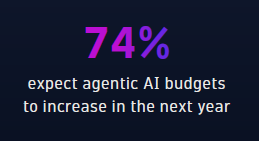 74%
expect agentic AI budgets
to increase in the next year